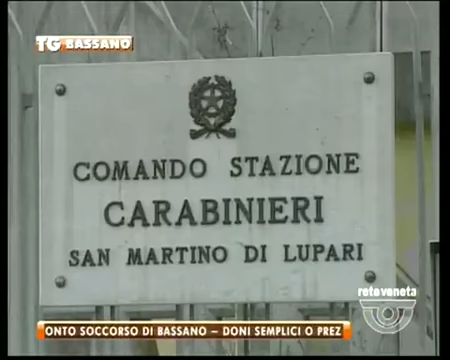 TG BASSANO
COMANDO STAZIONE
CARABINIERI
SAN MARTINO DI LUPARI
reteveneta
ONTO SOCCORSO DI BASSANO – DONI SEMPLICI O PREZ